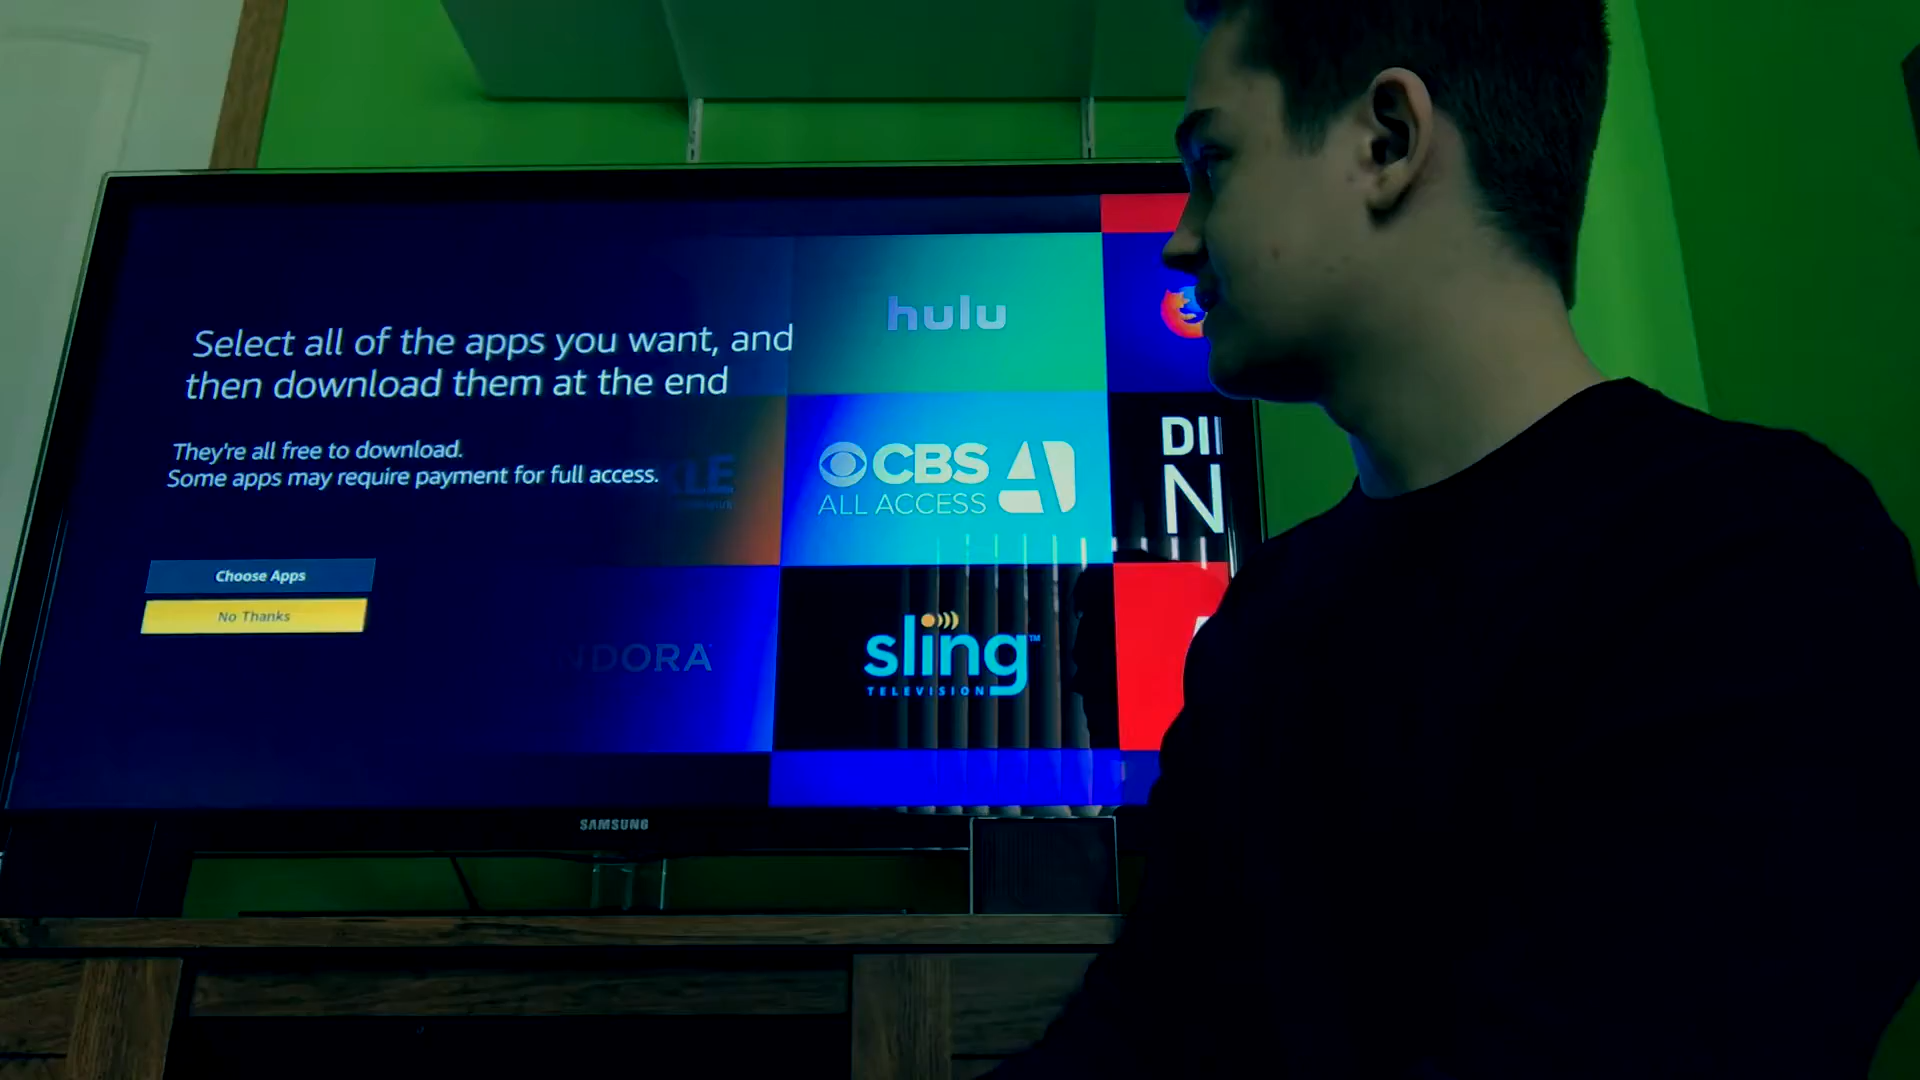 hulu
Select all of the apps you want, and
then download them at the end
They're all free to download.
Some apps may require payment for full access.
CBS
ALL ACCESS
DI
N
Choose Apps
No Thanks
sling™
TELEVISION
SAMSUNG